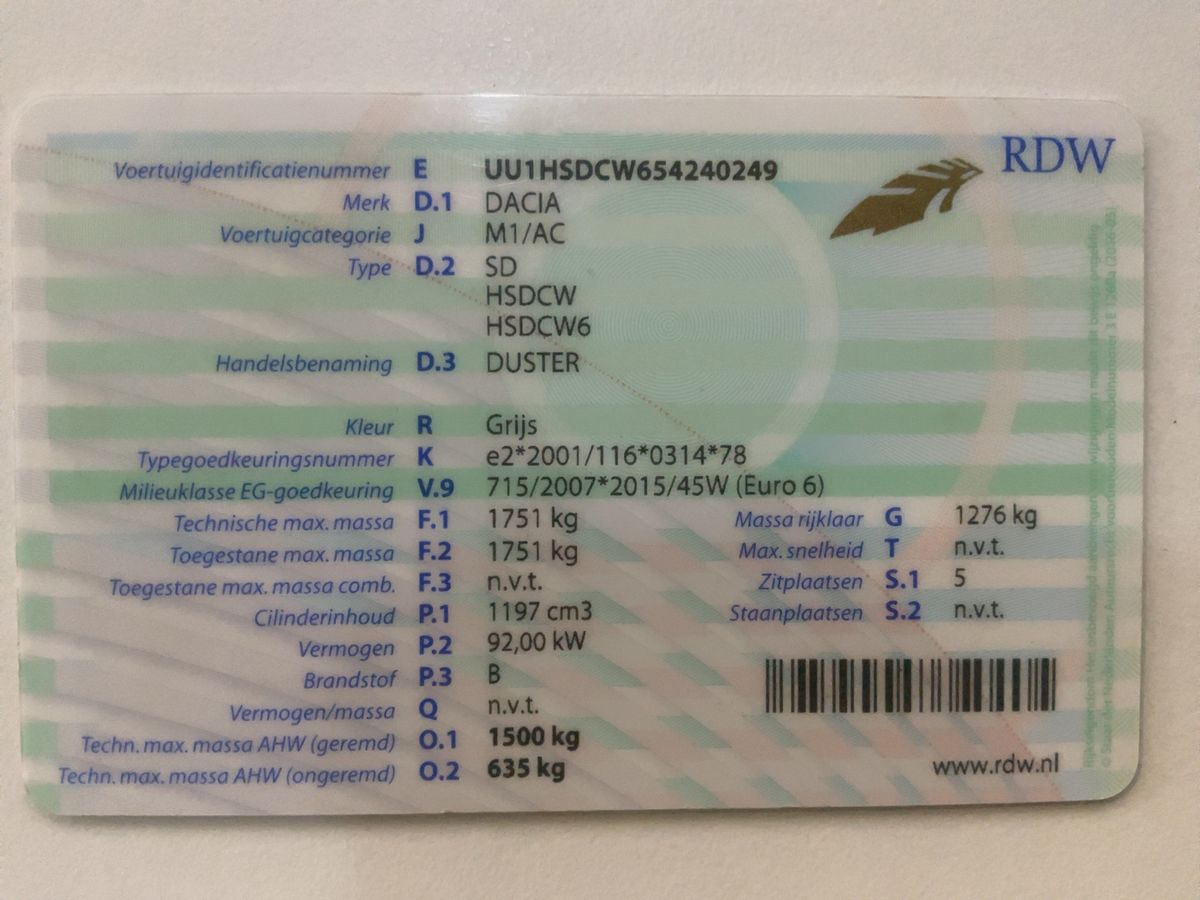 RDW
Voertuigidentificatienummer E UU1HSDCW654240249
Merk D.1 DACIA
Voertuigcategorie J M1/AC
Type D.2 SD
HSDCW
HSDCW6
Handelsbenaming D.3 DUSTER
Kleur R Grijs
Typegoedkeuringsnummer K e2*2001/116*0314*78
Milieuklasse EG-goedkeuring V.9 715/2007*2015/45W (Euro 6)
Technische max. massa F.1 1751 kg Massa rijklaar G 1276 kg
Toegestane max. massa F.2 1751 kg Max. snelheid T n.v.t.
Toegestane max. massa comb. F.3 n.v.t. Zitplaatsen S.1 5
Cilinderinhoud P.1 1197 cm3 Staanplaatsen S.2 n.v.t.
Vermogen P.2 92,00 kW
Brandstof P.3 B
Vermogen/massa Q n.v.t.
Techn. max. massa AHW (geremd) O.1 1500 kg
Techn. max. massa AHW (ongeremd) O.2 635 kg
www.rdw.nl